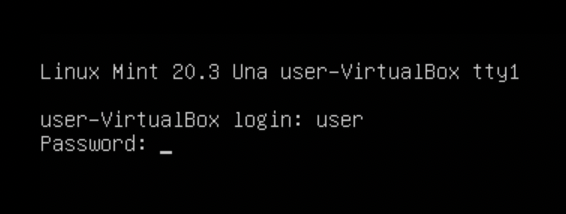 Linux Mint 20.3 Una user-VirtualBox tty1
user-VirtualBox login: user
Password: _